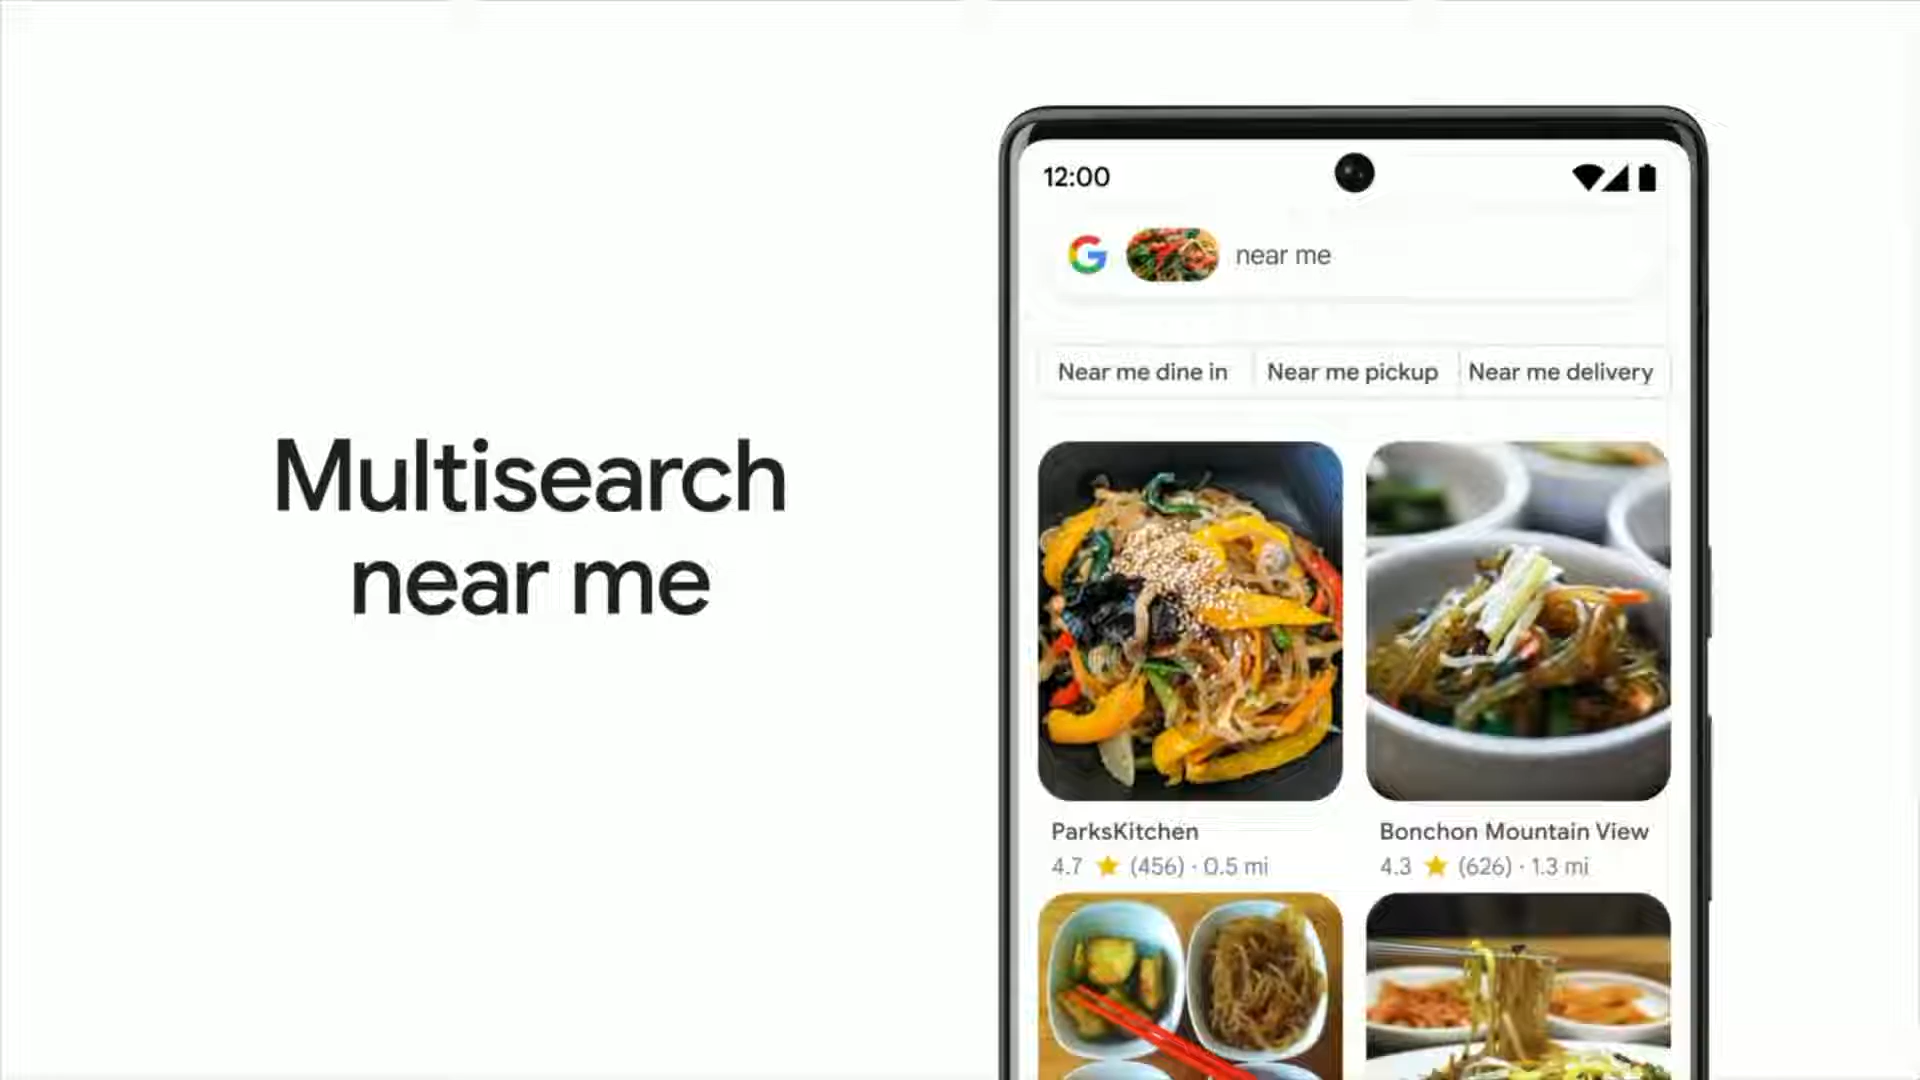 Multisearch
near me
12:00
near me
Near me dine in
Near me pickup
Near me delivery
ParksKitchen
4.7 ★ (456) · 0.5 mi
Bonchon Mountain View
4.3 ★ (626) · 1.3 mi